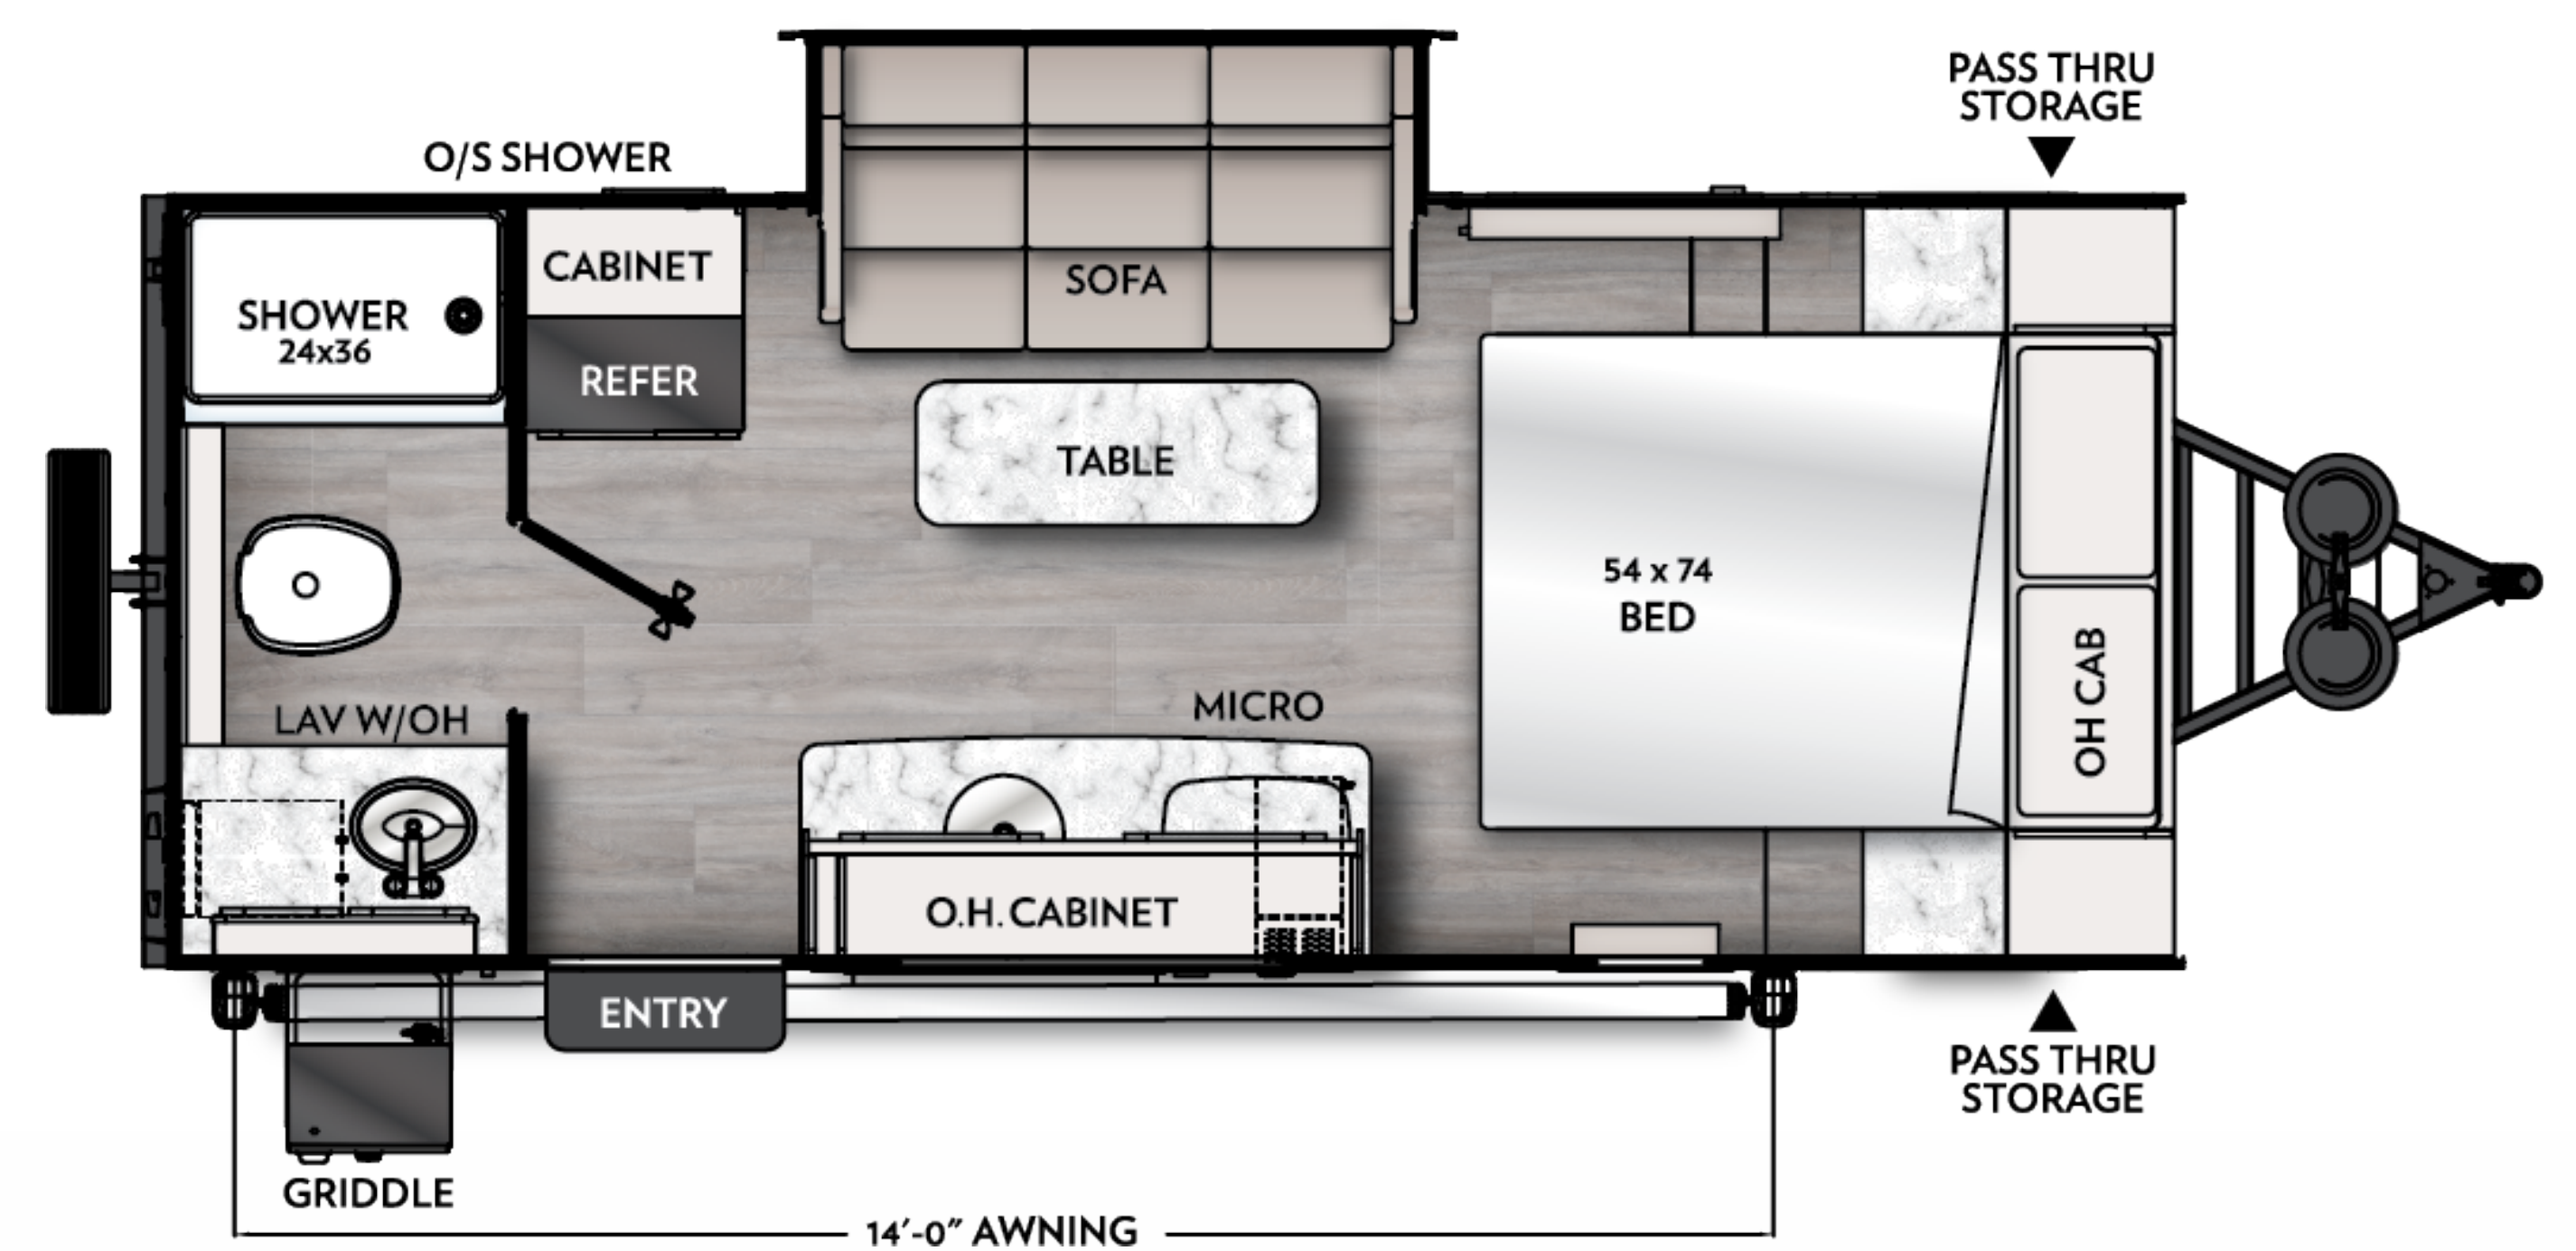 PASS THRU
STORAGE
O/S SHOWER
CABINET
SHOWER
24x36
SOFA
REFER
TABLE
54 x 74
BED
OH CAB
MICRO
LAV W/OH
O.H. CABINET
ENTRY
PASS THRU
STORAGE
GRIDDLE
14'-0" AWNING